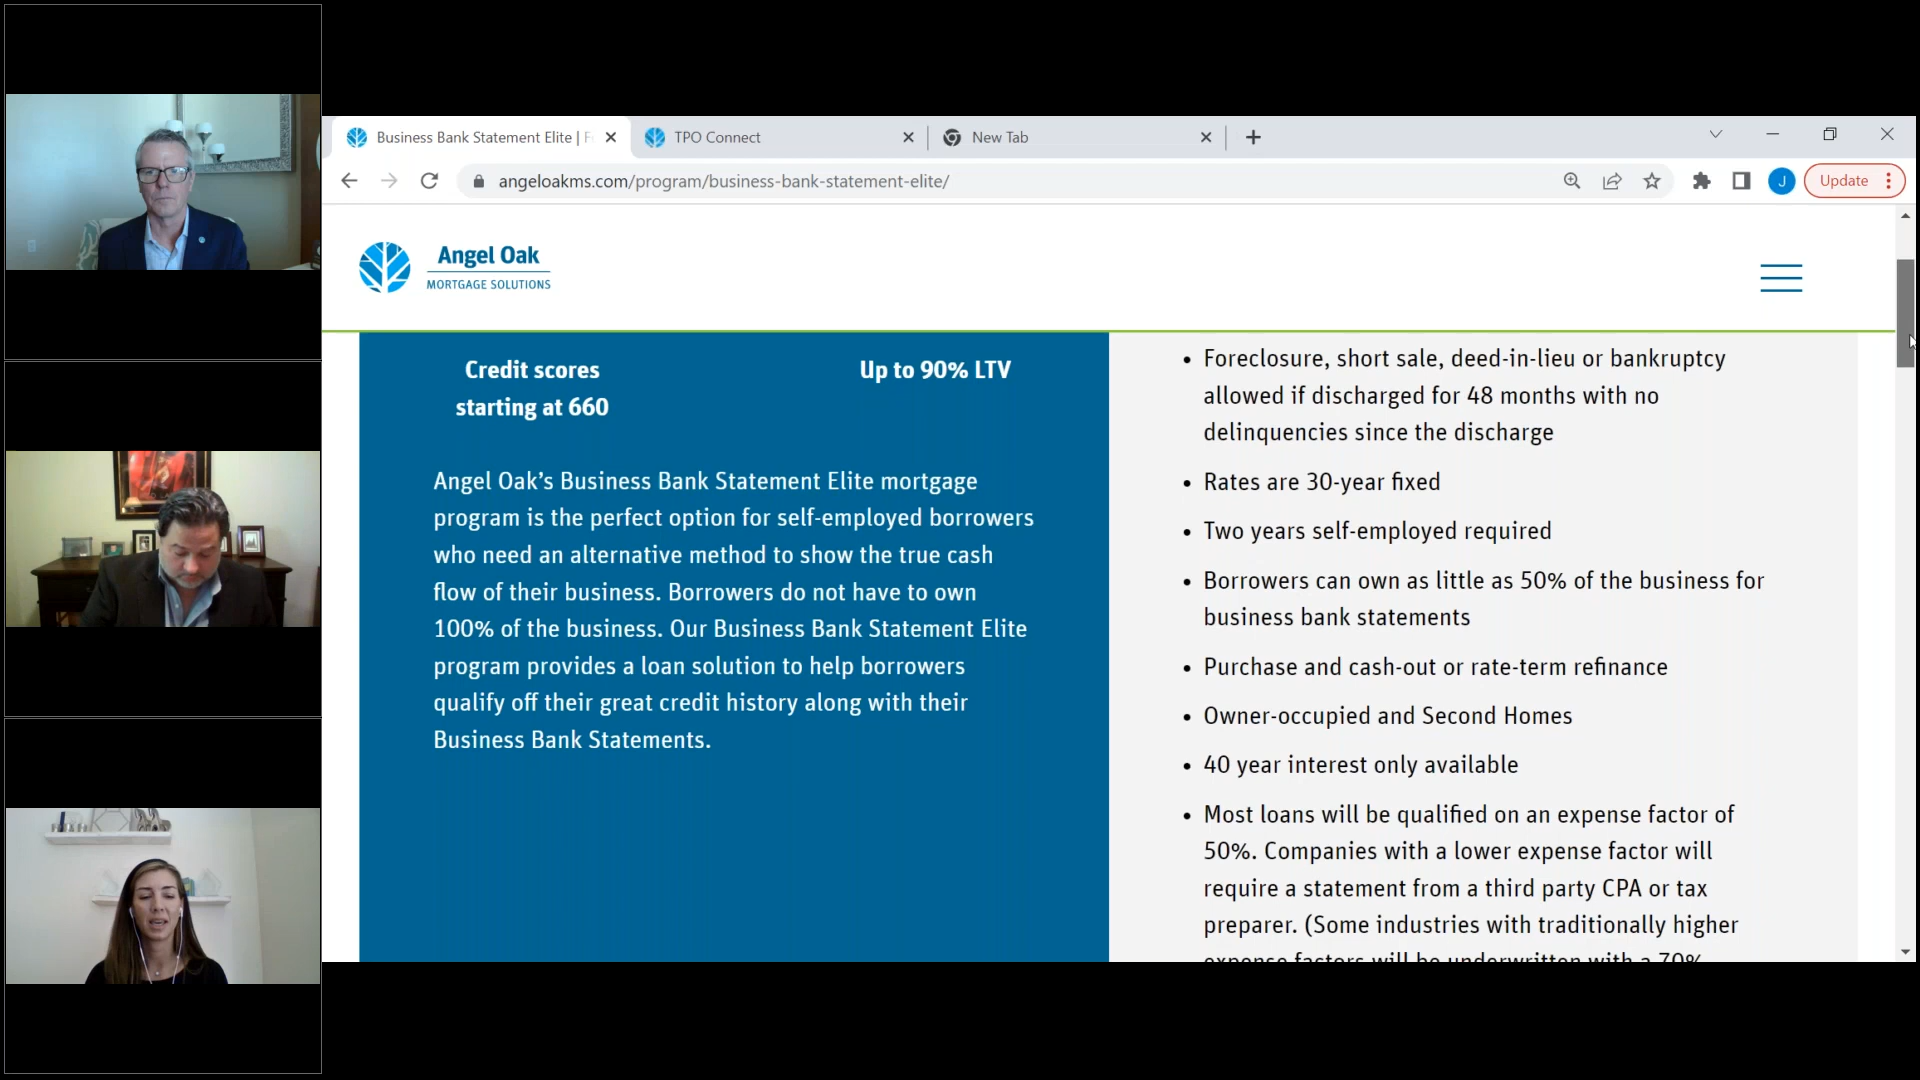 Business Bank Statement Elite | F
TPO Connect
New Tab
angeloakms.com/program/business-bank-statement-elite/
J
Update
Angel Oak
MORTGAGE SOLUTIONS
Credit scores
starting at 660
Up to 90% LTV
Angel Oak’s Business Bank Statement Elite mortgage
program is the perfect option for self-employed borrowers
who need an alternative method to show the true cash
flow of their business. Borrowers do not have to own
100% of the business. Our Business Bank Statement Elite
program provides a loan solution to help borrowers
qualify off their great credit history along with their
Business Bank Statements.
• Foreclosure, short sale, deed-in-lieu or bankruptcy
allowed if discharged for 48 months with no
delinquencies since the discharge
• Rates are 30-year fixed
• Two years self-employed required
• Borrowers can own as little as 50% of the business for
business bank statements
• Purchase and cash-out or rate-term refinance
• Owner-occupied and Second Homes
• 40 year interest only available
• Most loans will be qualified on an expense factor of
50%. Companies with a lower expense factor will
require a statement from a third party CPA or tax
preparer. (Some industries with traditionally higher
expense factors will be underwritten with a 70%